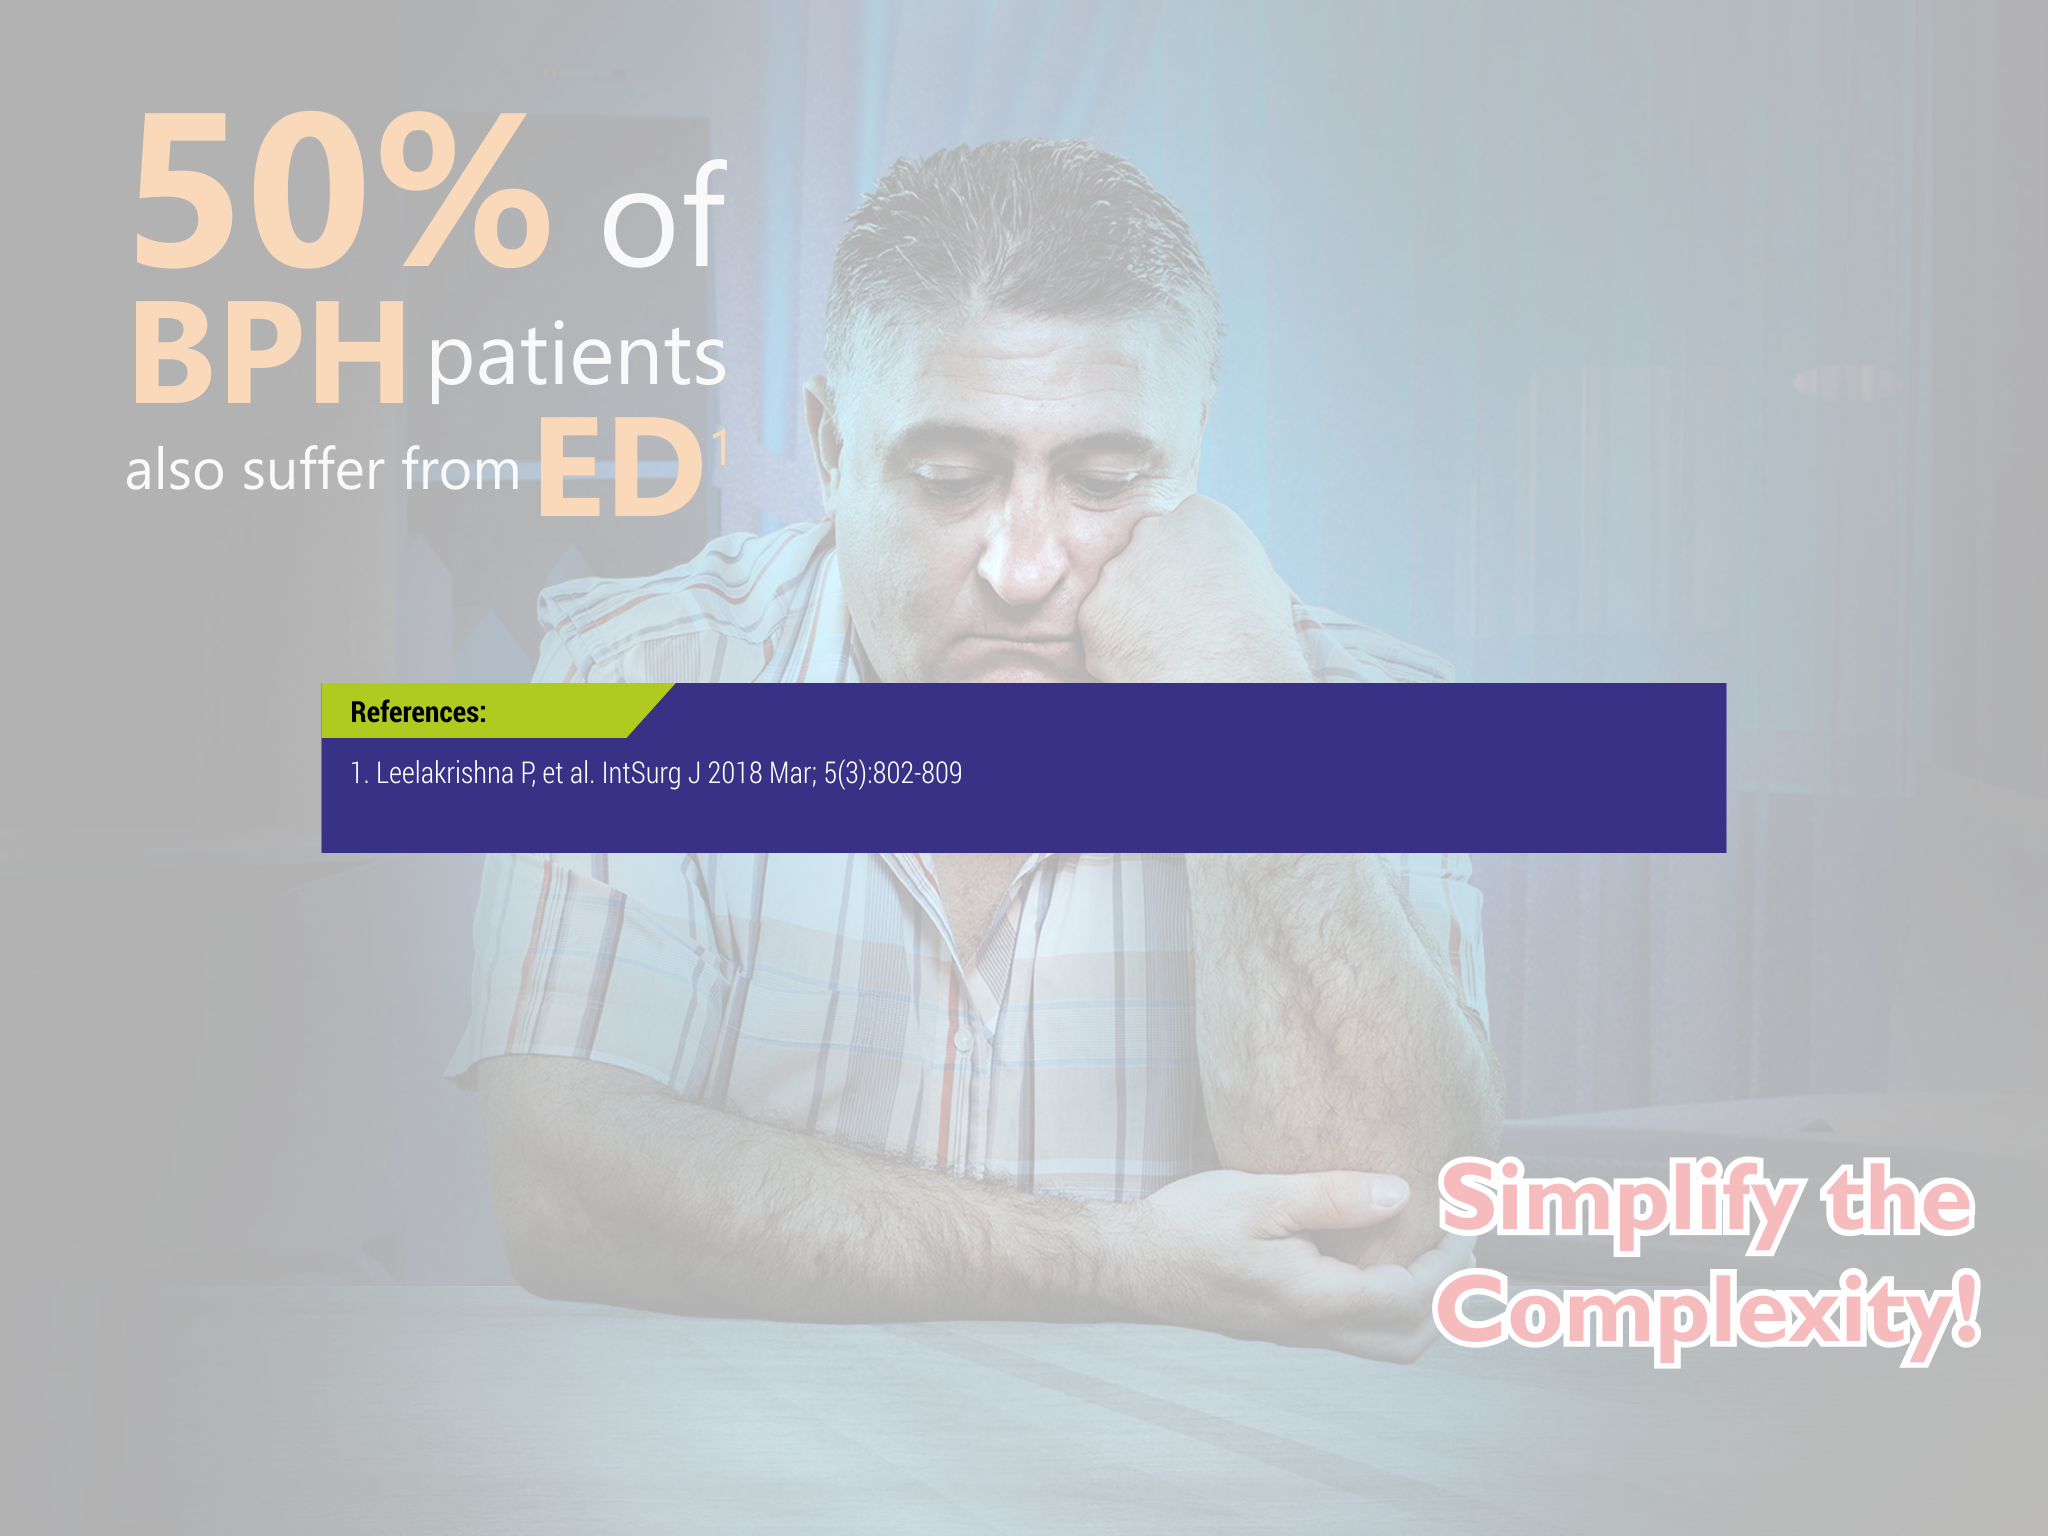 50% of
BPH patients
also suffer from ED1
References:
1. Leelakrishna P, et al. IntSurg J 2018 Mar; 5(3):802-809
Simplify the
Complexity!